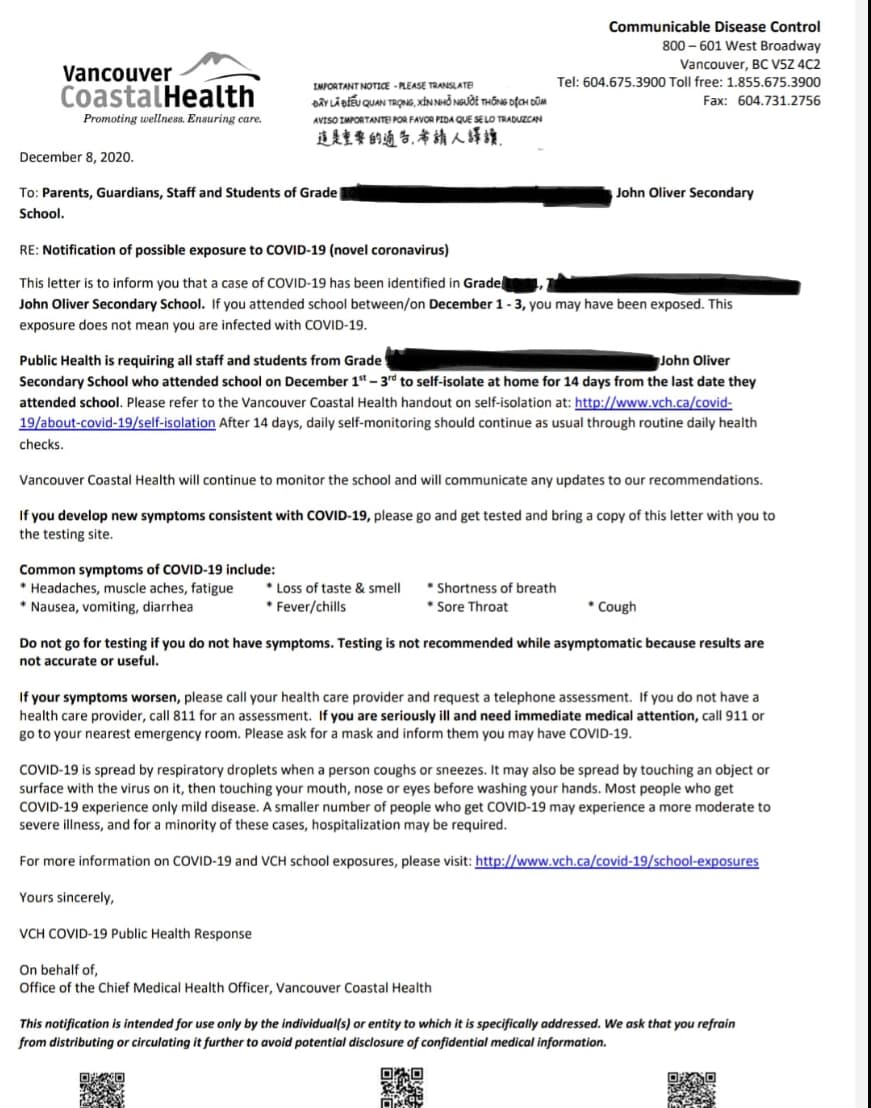 Communicable Disease Control
800 – 601 West Broadway
Vancouver, BC V5Z 4C2
Tel: 604.675.3900 Toll free: 1.855.675.3900
Fax: 604.731.2756
Vancouver
CoastalHealth
Promoting wellness. Ensuring care.
IMPORTANT NOTICE - PLEASE TRANSLATE!
ĐÂY LÀ ĐIỀU QUAN TRỌNG, XIN NHỜ NGƯỜI THÔNG DỊCH DÙM
AVISO IMPORTANTE! POR FAVOR PIDA QUE SE LO TRADUZCAN
這是重要的通告,希請人譯讀.
December 8, 2020.
To: Parents, Guardians, Staff and Students of Grade John Oliver Secondary
School.
RE: Notification of possible exposure to COVID-19 (novel coronavirus)
This letter is to inform you that a case of COVID-19 has been identified in Grade
John Oliver Secondary School. If you attended school between/on December 1 - 3, you may have been exposed. This
exposure does not mean you are infected with COVID-19.
Public Health is requiring all staff and students from Grade John Oliver
Secondary School who attended school on December 1st – 3rd to self-isolate at home for 14 days from the last date they
attended school. Please refer to the Vancouver Coastal Health handout on self-isolation at: http://www.vch.ca/covid-
19/about-covid-19/self-isolation After 14 days, daily self-monitoring should continue as usual through routine daily health
checks.
Vancouver Coastal Health will continue to monitor the school and will communicate any updates to our recommendations.
If you develop new symptoms consistent with COVID-19, please go and get tested and bring a copy of this letter with you to
the testing site.
Common symptoms of COVID-19 include:
* Headaches, muscle aches, fatigue * Loss of taste & smell * Shortness of breath
* Nausea, vomiting, diarrhea * Fever/chills * Sore Throat * Cough
Do not go for testing if you do not have symptoms. Testing is not recommended while asymptomatic because results are
not accurate or useful.
If your symptoms worsen, please call your health care provider and request a telephone assessment. If you do not have a
health care provider, call 811 for an assessment. If you are seriously ill and need immediate medical attention, call 911 or
go to your nearest emergency room. Please ask for a mask and inform them you may have COVID-19.
COVID-19 is spread by respiratory droplets when a person coughs or sneezes. It may also be spread by touching an object or
surface with the virus on it, then touching your mouth, nose or eyes before washing your hands. Most people who get
COVID-19 experience only mild disease. A smaller number of people who get COVID-19 may experience a more moderate to
severe illness, and for a minority of these cases, hospitalization may be required.
For more information on COVID-19 and VCH school exposures, please visit: http://www.vch.ca/covid-19/school-exposures
Yours sincerely,
VCH COVID-19 Public Health Response
On behalf of,
Office of the Chief Medical Health Officer, Vancouver Coastal Health
This notification is intended for use only by the individual(s) or entity to which it is specifically addressed. We ask that you refrain
from distributing or circulating it further to avoid potential disclosure of confidential medical information.